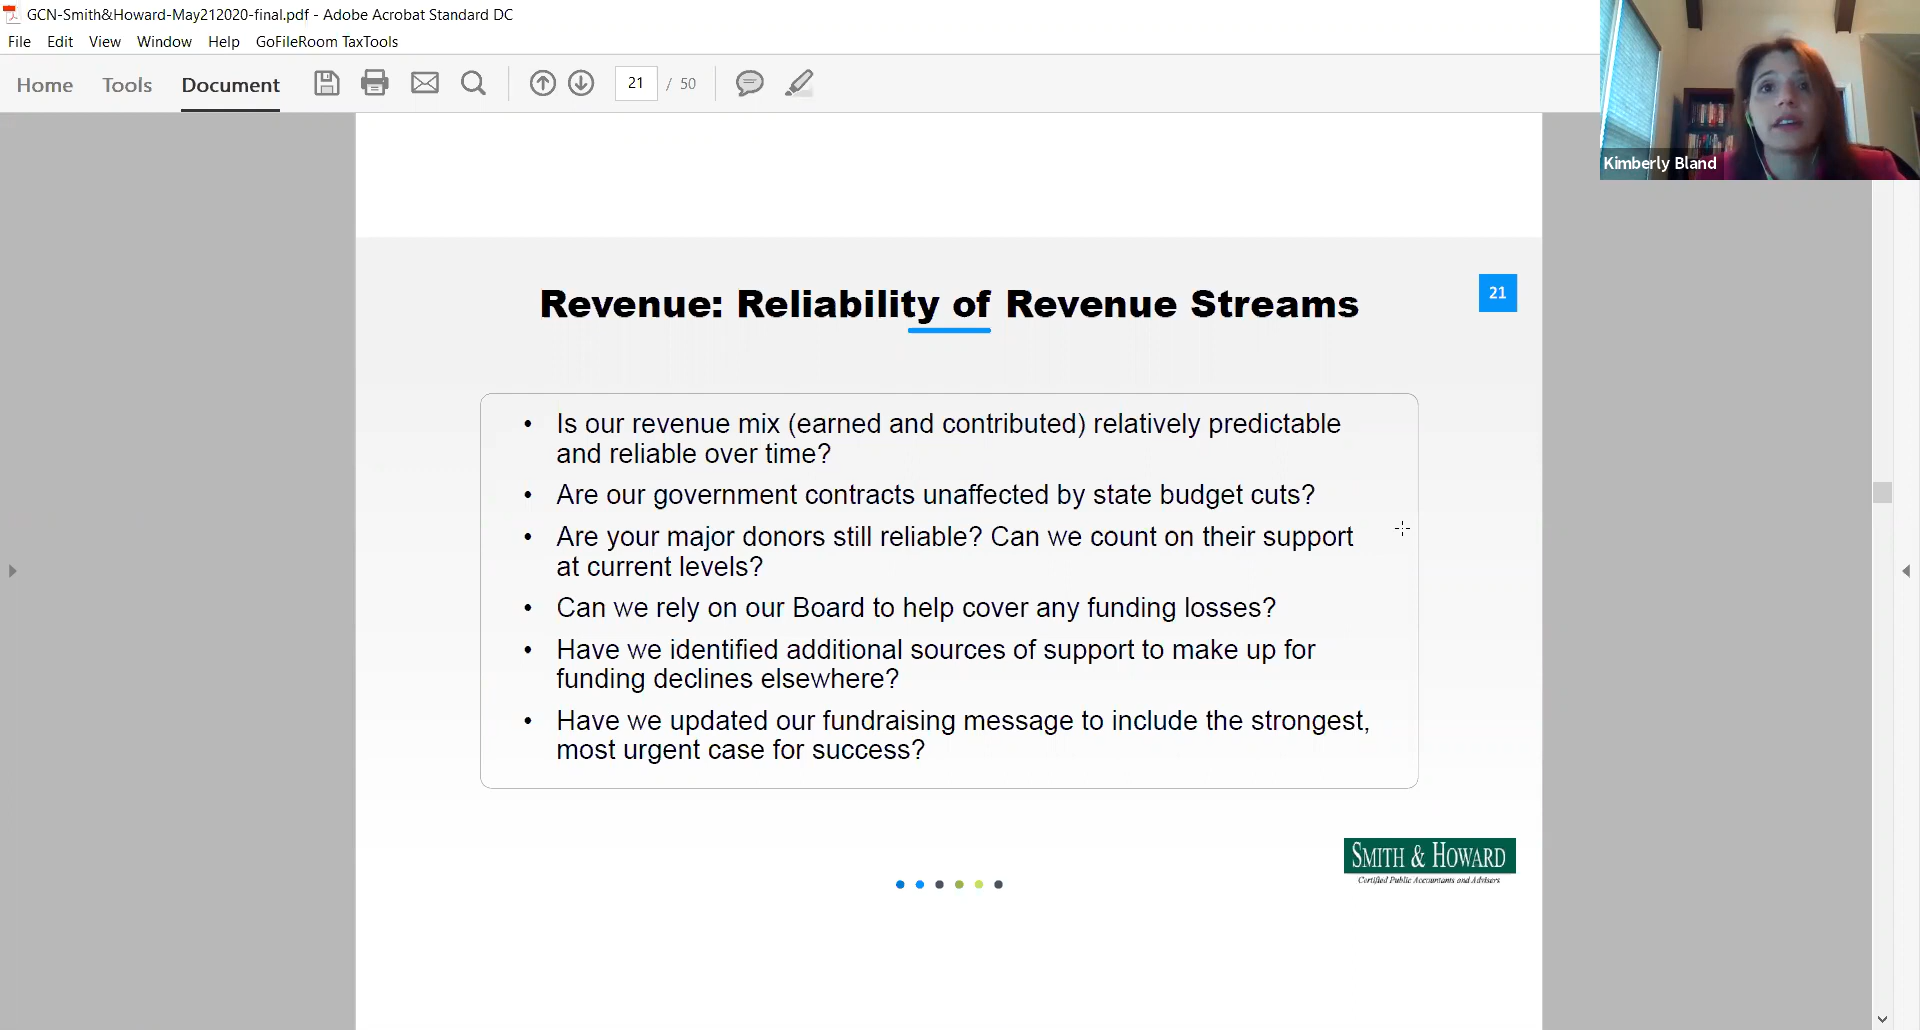 GCN-Smith&Howard-May212020-final.pdf - Adobe Acrobat Standard DC
File Edit View Window Help GoFileRoom TaxTools
Home Tools Document 21 / 50
Kimberly Bland
Revenue: Reliability of Revenue Streams
21
• Is our revenue mix (earned and contributed) relatively predictable
and reliable over time?
• Are our government contracts unaffected by state budget cuts?
• Are your major donors still reliable? Can we count on their support
at current levels?
• Can we rely on our Board to help cover any funding losses?
• Have we identified additional sources of support to make up for
funding declines elsewhere?
• Have we updated our fundraising message to include the strongest,
most urgent case for success?
SMITH & HOWARD
Certified Public Accountants and Advisers